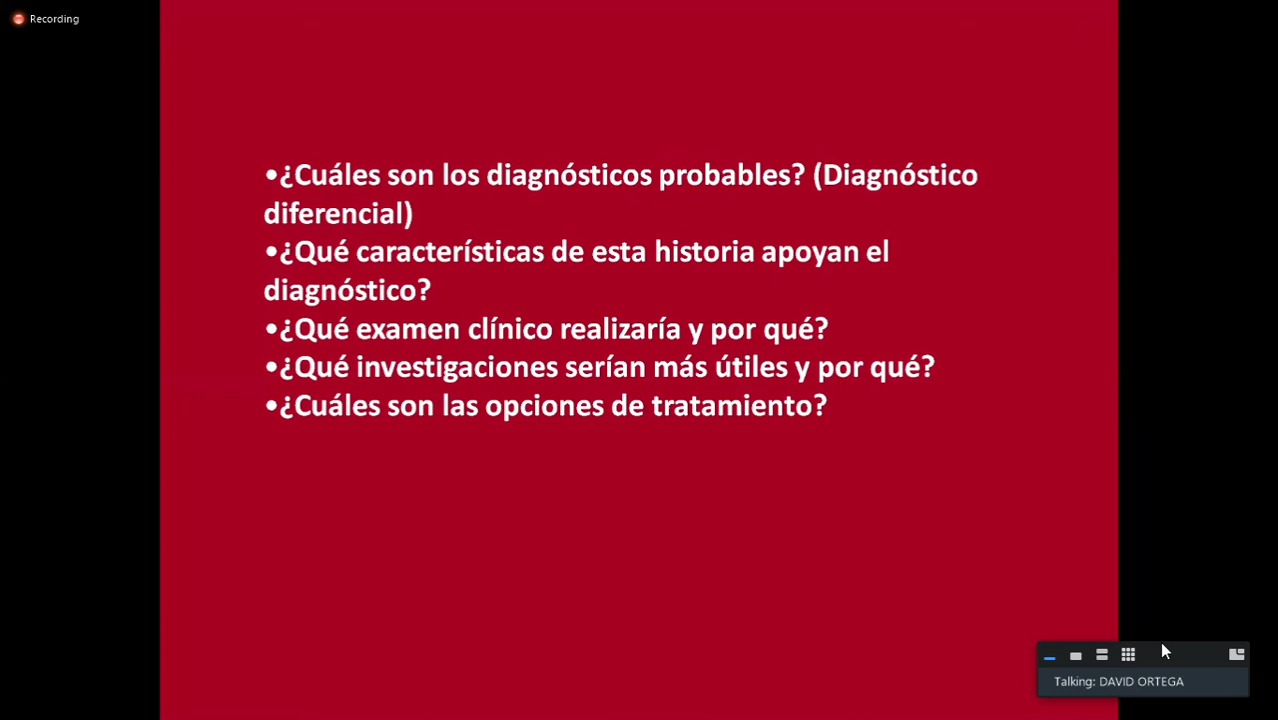 Recording
•¿Cuáles son los diagnósticos probables? (Diagnóstico
diferencial)
•¿Qué características de esta historia apoyan el
diagnóstico?
•¿Qué examen clínico realizaría y por qué?
•¿Qué investigaciones serían más útiles y por qué?
•¿Cuáles son las opciones de tratamiento?
Talking: DAVID ORTEGA